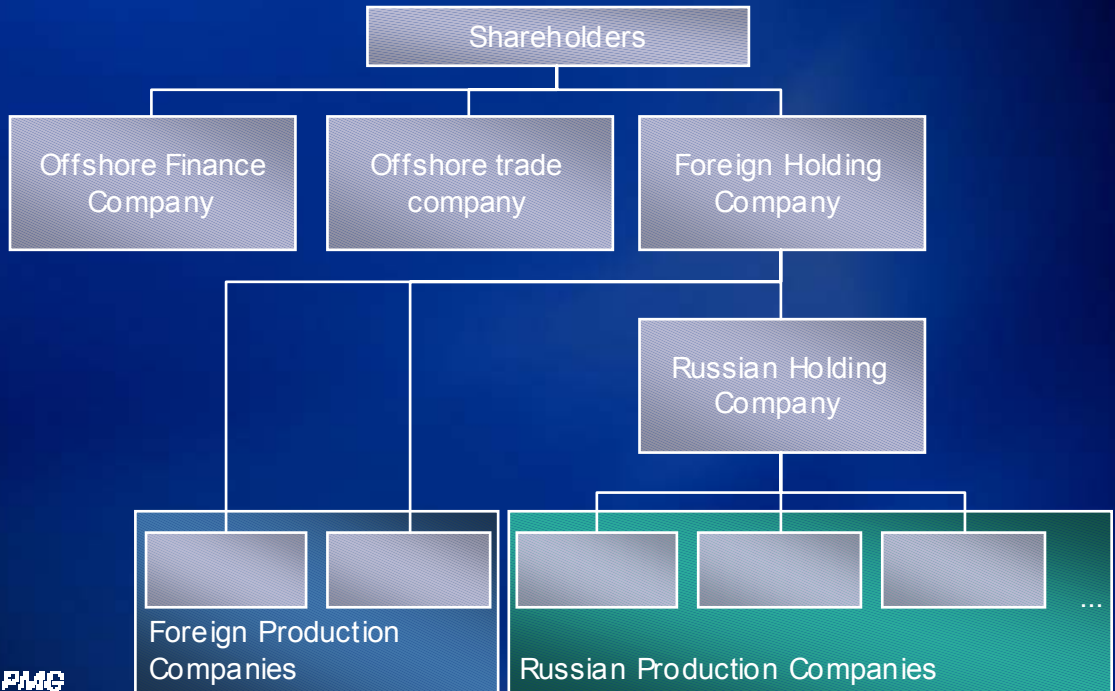 Shareholders
Offshore Finance
Company
Offshore trade
company
Foreign Holding
Company
Russian Holding
Company
...
Foreign Production
Companies
Russian Production Companies
PMG